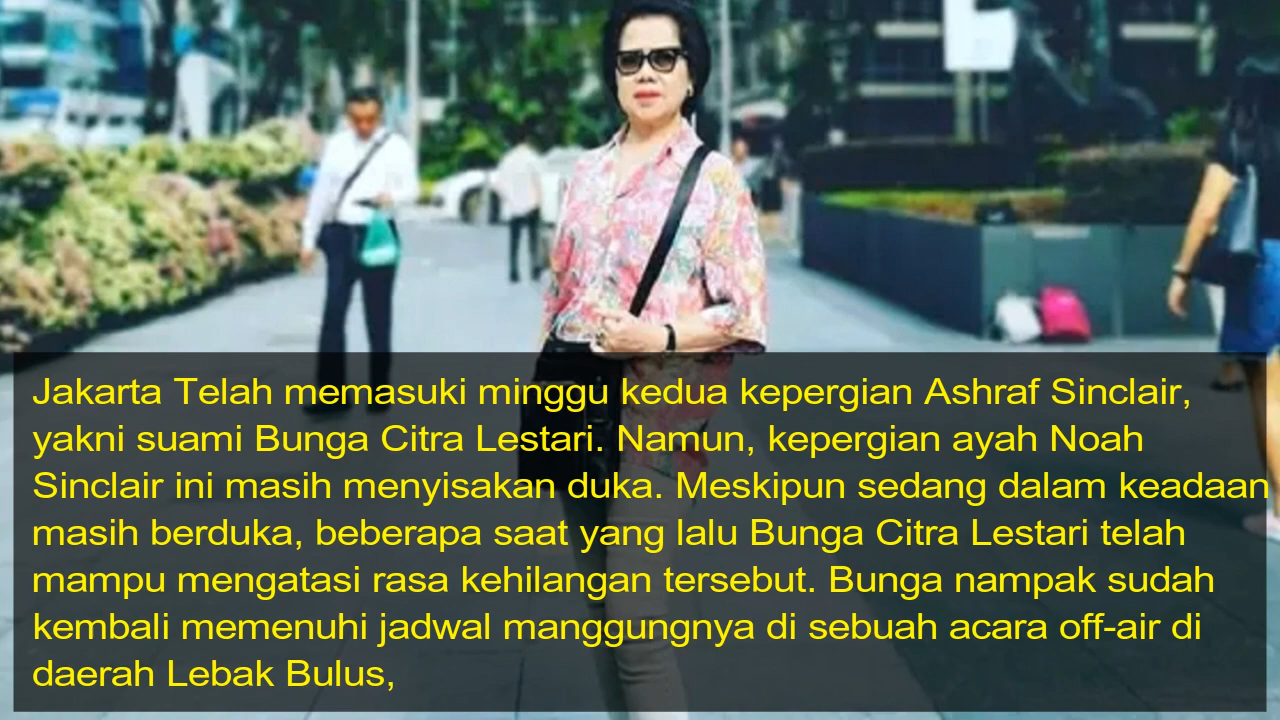 Jakarta Telah memasuki minggu kedua kepergian Ashraf Sinclair,
yakni suami Bunga Citra Lestari. Namun, kepergian ayah Noah
Sinclair ini masih menyisakan duka. Meskipun sedang dalam keadaan
masih berduka, beberapa saat yang lalu Bunga Citra Lestari telah
mampu mengatasi rasa kehilangan tersebut. Bunga nampak sudah
kembali memenuhi jadwal manggungnya di sebuah acara off-air di
daerah Lebak Bulus,